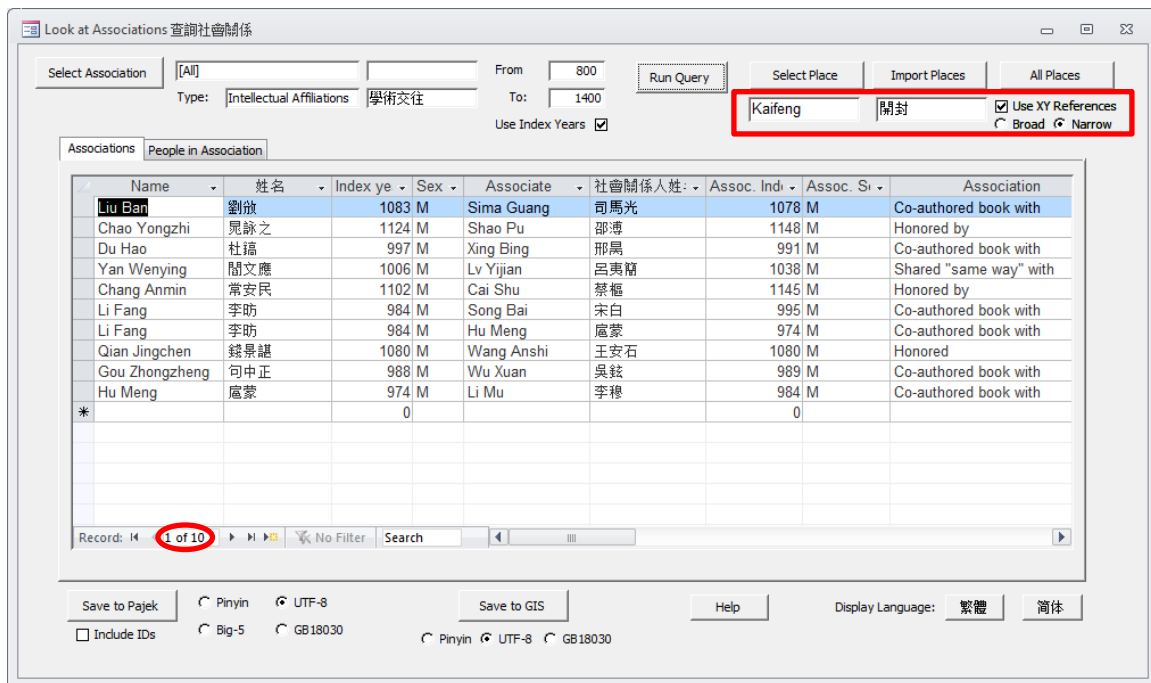 Look at Associations 查詢社會關係
Select Association [All] From 800 Run Query Select Place Import Places All Places
Type: Intellectual Affiliations 學術交往 To: 1400 Kaifeng 開封 Use XY References
Use Index Years Broad Narrow
Associations People in Association
Name 姓名 Index ye Sex Associate 社會關係人姓 Assoc. Ind Assoc. S Association
Liu Ban 劉攽 1083 M Sima Guang 司馬光 1078 M Co-authored book with
Chao Yongzhi 晁詠之 1124 M Shao Pu 邵溥 1148 M Honored by
Du Hao 杜鎬 997 M Xing Bing 邢昺 991 M Co-authored book with
Yan Wenying 閻文應 1006 M Lv Yijian 呂夷簡 1038 M Shared "same way" with
Chang Anmin 常安民 1102 M Cai Shu 蔡樞 1145 M Honored by
Li Fang 李昉 984 M Song Bai 宋白 995 M Co-authored book with
Li Fang 李昉 984 M Hu Meng 扈蒙 974 M Co-authored book with
Qian Jingchen 錢景諶 1080 M Wang Anshi 王安石 1080 M Honored
Gou Zhongzheng 句中正 988 M Wu Xuan 吳鉉 989 M Co-authored book with
Hu Meng 扈蒙 974 M Li Mu 李穆 984 M Co-authored book with
* 0 0
Record: 1 of 10 No Filter Search
Save to Pajek Pinyin UTF-8 Save to GIS Help Display Language: 繁體 简体
Include IDs Big-5 GB18030 Pinyin UTF-8 GB18030